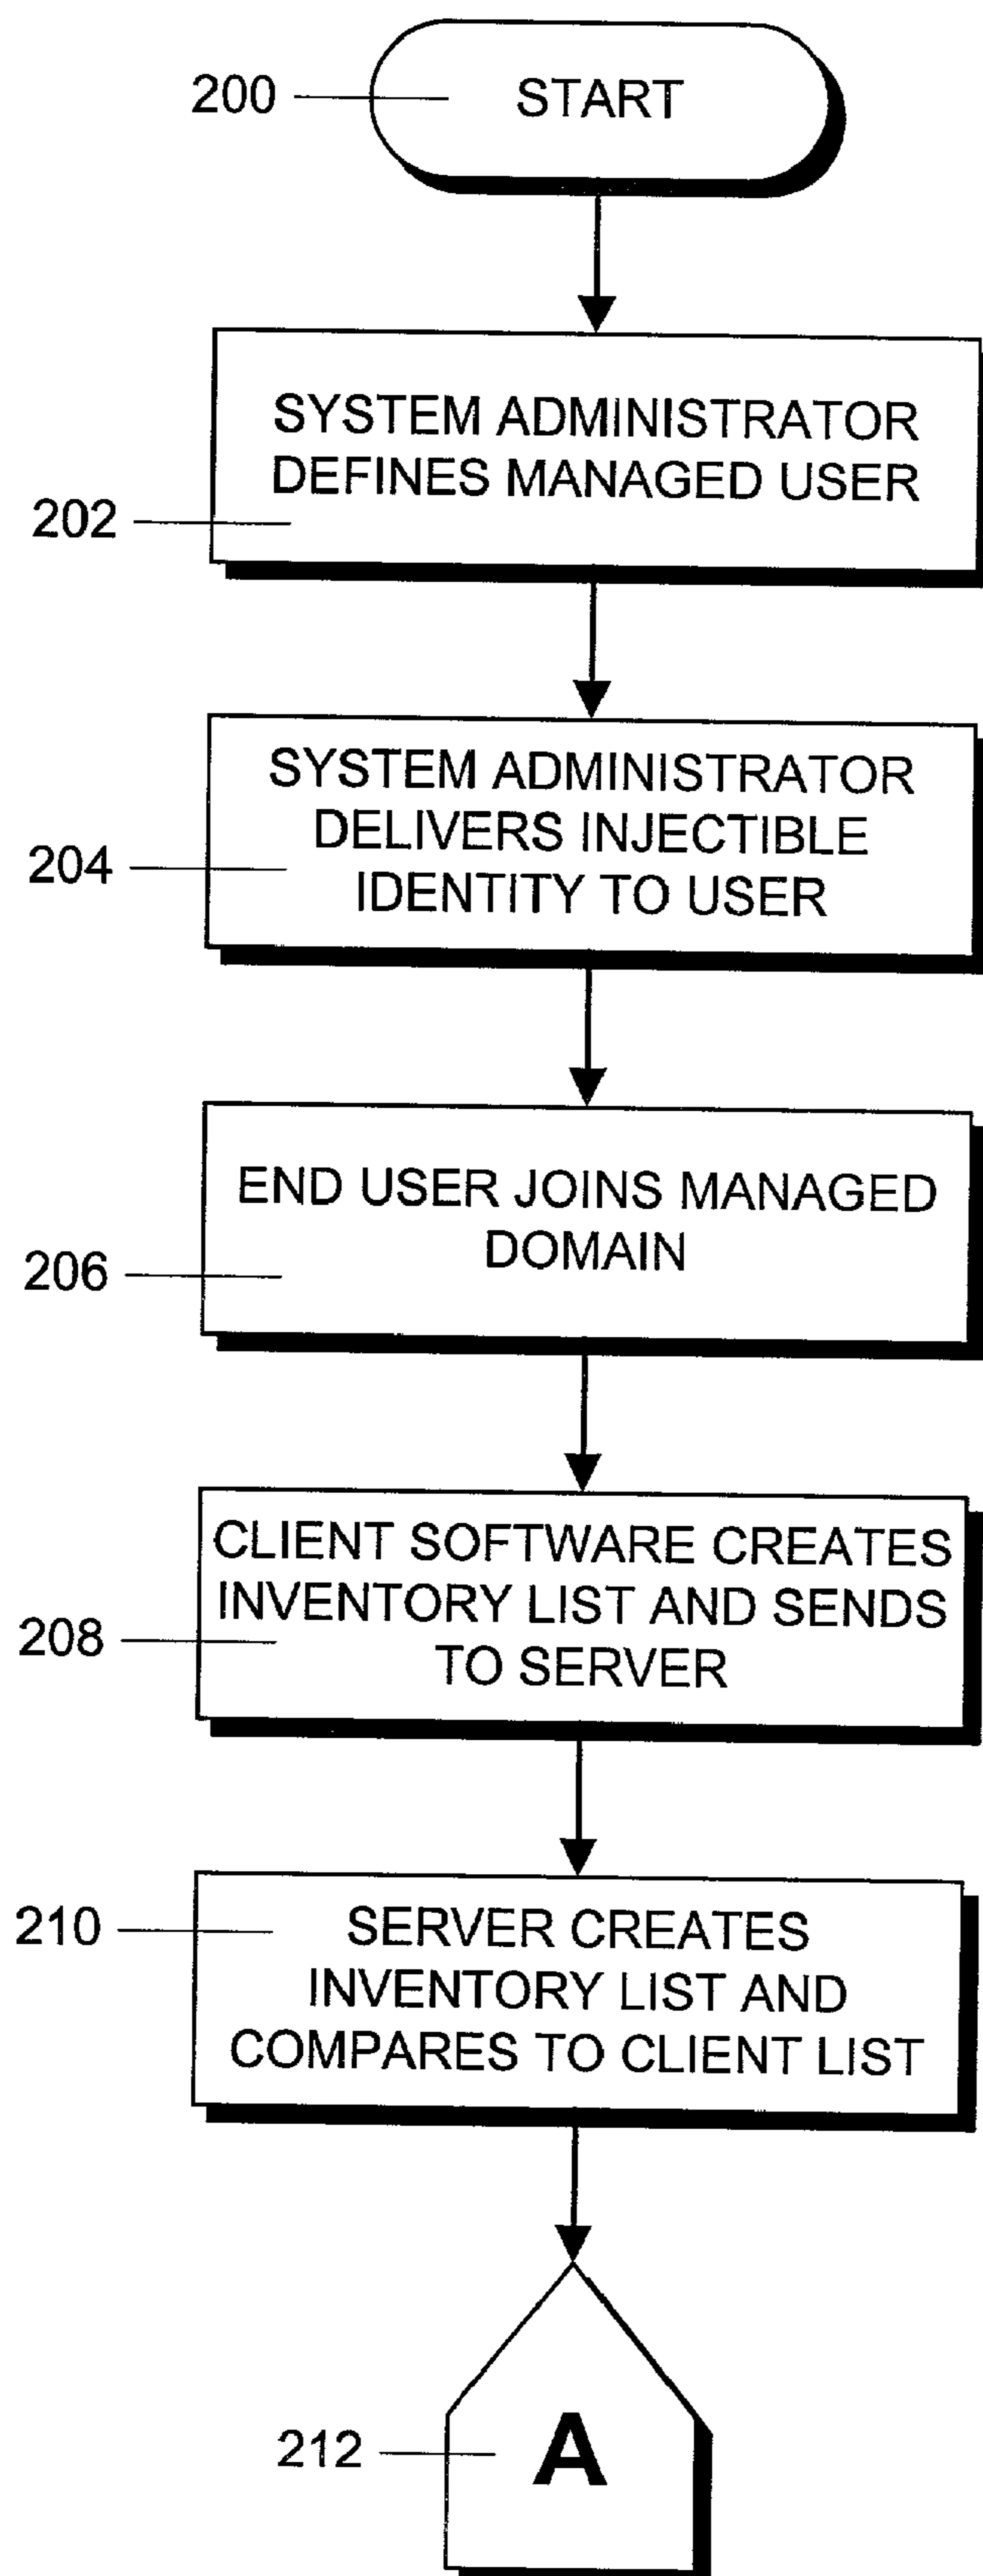 200
START
SYSTEM ADMINISTRATOR
DEFINES MANAGED USER
202
SYSTEM ADMINISTRATOR
DELIVERS INJECTIBLE
IDENTITY TO USER
204
END USER JOINS MANAGED
DOMAIN
206
CLIENT SOFTWARE CREATES
INVENTORY LIST AND SENDS
TO SERVER
208
210
SERVER CREATES
INVENTORY LIST AND
COMPARES TO CLIENT LIST
212
A